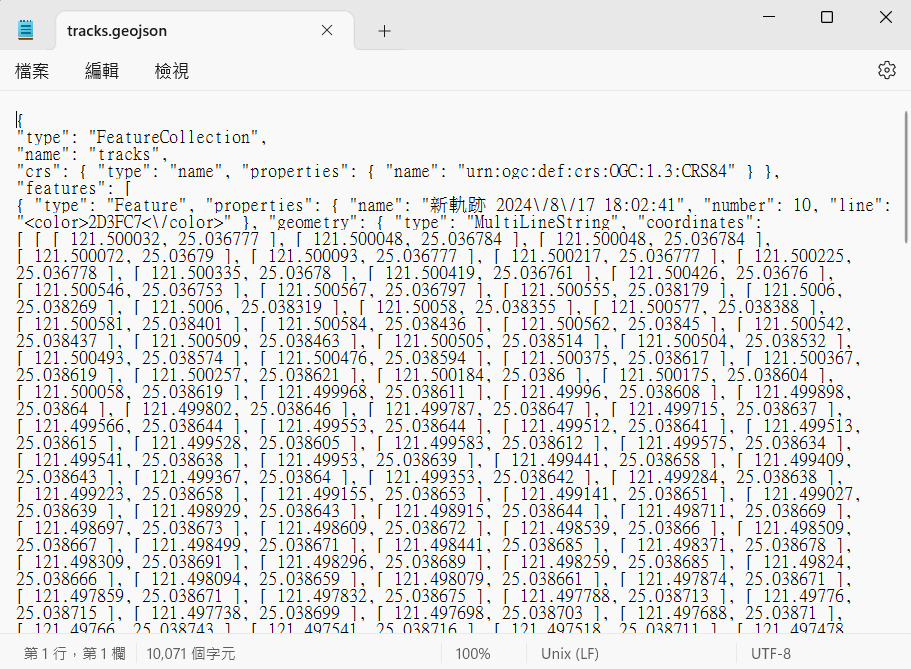 tracks.geojson
檔案 編輯 檢視
{
"type": "FeatureCollection",
"name": "tracks",
"crs": { "type": "name", "properties": { "name": "urn:ogc:def:crs:OGC:1.3:CRS84" } },
"features": [
{ "type": "Feature", "properties": { "name": "新軌跡 2024\/8\/17 18:02:41", "number": 10, "line":
"<color>2D3FC7<\/color>" }, "geometry": { "type": "MultiLineString", "coordinates":
[ [ [ 121.500032, 25.036777 ], [ 121.500048, 25.036784 ], [ 121.500048, 25.036784 ],
[ 121.500072, 25.03679 ], [ 121.500093, 25.036777 ], [ 121.500217, 25.036777 ], [ 121.500225,
25.036778 ], [ 121.500335, 25.03678 ], [ 121.500419, 25.036761 ], [ 121.500426, 25.03676 ],
[ 121.500546, 25.036753 ], [ 121.500567, 25.036797 ], [ 121.500555, 25.038179 ], [ 121.5006,
25.038269 ], [ 121.5006, 25.038319 ], [ 121.50058, 25.038355 ], [ 121.500577, 25.038388 ],
[ 121.500581, 25.038401 ], [ 121.500584, 25.038436 ], [ 121.500562, 25.03845 ], [ 121.500542,
25.038437 ], [ 121.500509, 25.038463 ], [ 121.500505, 25.038514 ], [ 121.500504, 25.038532 ],
[ 121.500493, 25.038574 ], [ 121.500476, 25.038594 ], [ 121.500375, 25.038617 ], [ 121.500367,
25.038619 ], [ 121.500257, 25.038621 ], [ 121.500184, 25.0386 ], [ 121.500175, 25.038604 ],
[ 121.500058, 25.038619 ], [ 121.499968, 25.038611 ], [ 121.49996, 25.038608 ], [ 121.499898,
25.03864 ], [ 121.499802, 25.038646 ], [ 121.499787, 25.038647 ], [ 121.499715, 25.038637 ],
[ 121.499566, 25.038644 ], [ 121.499553, 25.038644 ], [ 121.499512, 25.038641 ], [ 121.499513,
25.038615 ], [ 121.499528, 25.038605 ], [ 121.499583, 25.038612 ], [ 121.499575, 25.038634 ],
[ 121.499541, 25.038638 ], [ 121.49953, 25.038639 ], [ 121.499441, 25.038658 ], [ 121.499409,
25.038643 ], [ 121.499367, 25.03864 ], [ 121.499353, 25.038642 ], [ 121.499284, 25.038638 ],
[ 121.499223, 25.038658 ], [ 121.499155, 25.038653 ], [ 121.499141, 25.038651 ], [ 121.499027,
25.038639 ], [ 121.498929, 25.038643 ], [ 121.498915, 25.038644 ], [ 121.498711, 25.038669 ],
[ 121.498697, 25.038673 ], [ 121.498609, 25.038672 ], [ 121.498539, 25.03866 ], [ 121.498509,
25.038667 ], [ 121.498499, 25.038671 ], [ 121.498441, 25.038685 ], [ 121.498371, 25.038678 ],
[ 121.498309, 25.038691 ], [ 121.498296, 25.038689 ], [ 121.498259, 25.038685 ], [ 121.49824,
25.038666 ], [ 121.498094, 25.038659 ], [ 121.498079, 25.038661 ], [ 121.497874, 25.038671 ],
[ 121.497859, 25.038671 ], [ 121.497832, 25.038675 ], [ 121.497788, 25.038713 ], [ 121.49776,
25.038715 ], [ 121.497738, 25.038699 ], [ 121.497698, 25.038703 ], [ 121.497688, 25.03871 ],
[ 121.49766, 25.038743 ], [ 121.497541, 25.038716 ], [ 121.497518, 25.038711 ], [ 121.497478,
第 1 行，第 1 欄 10,071 個字元 100% Unix (LF) UTF-8